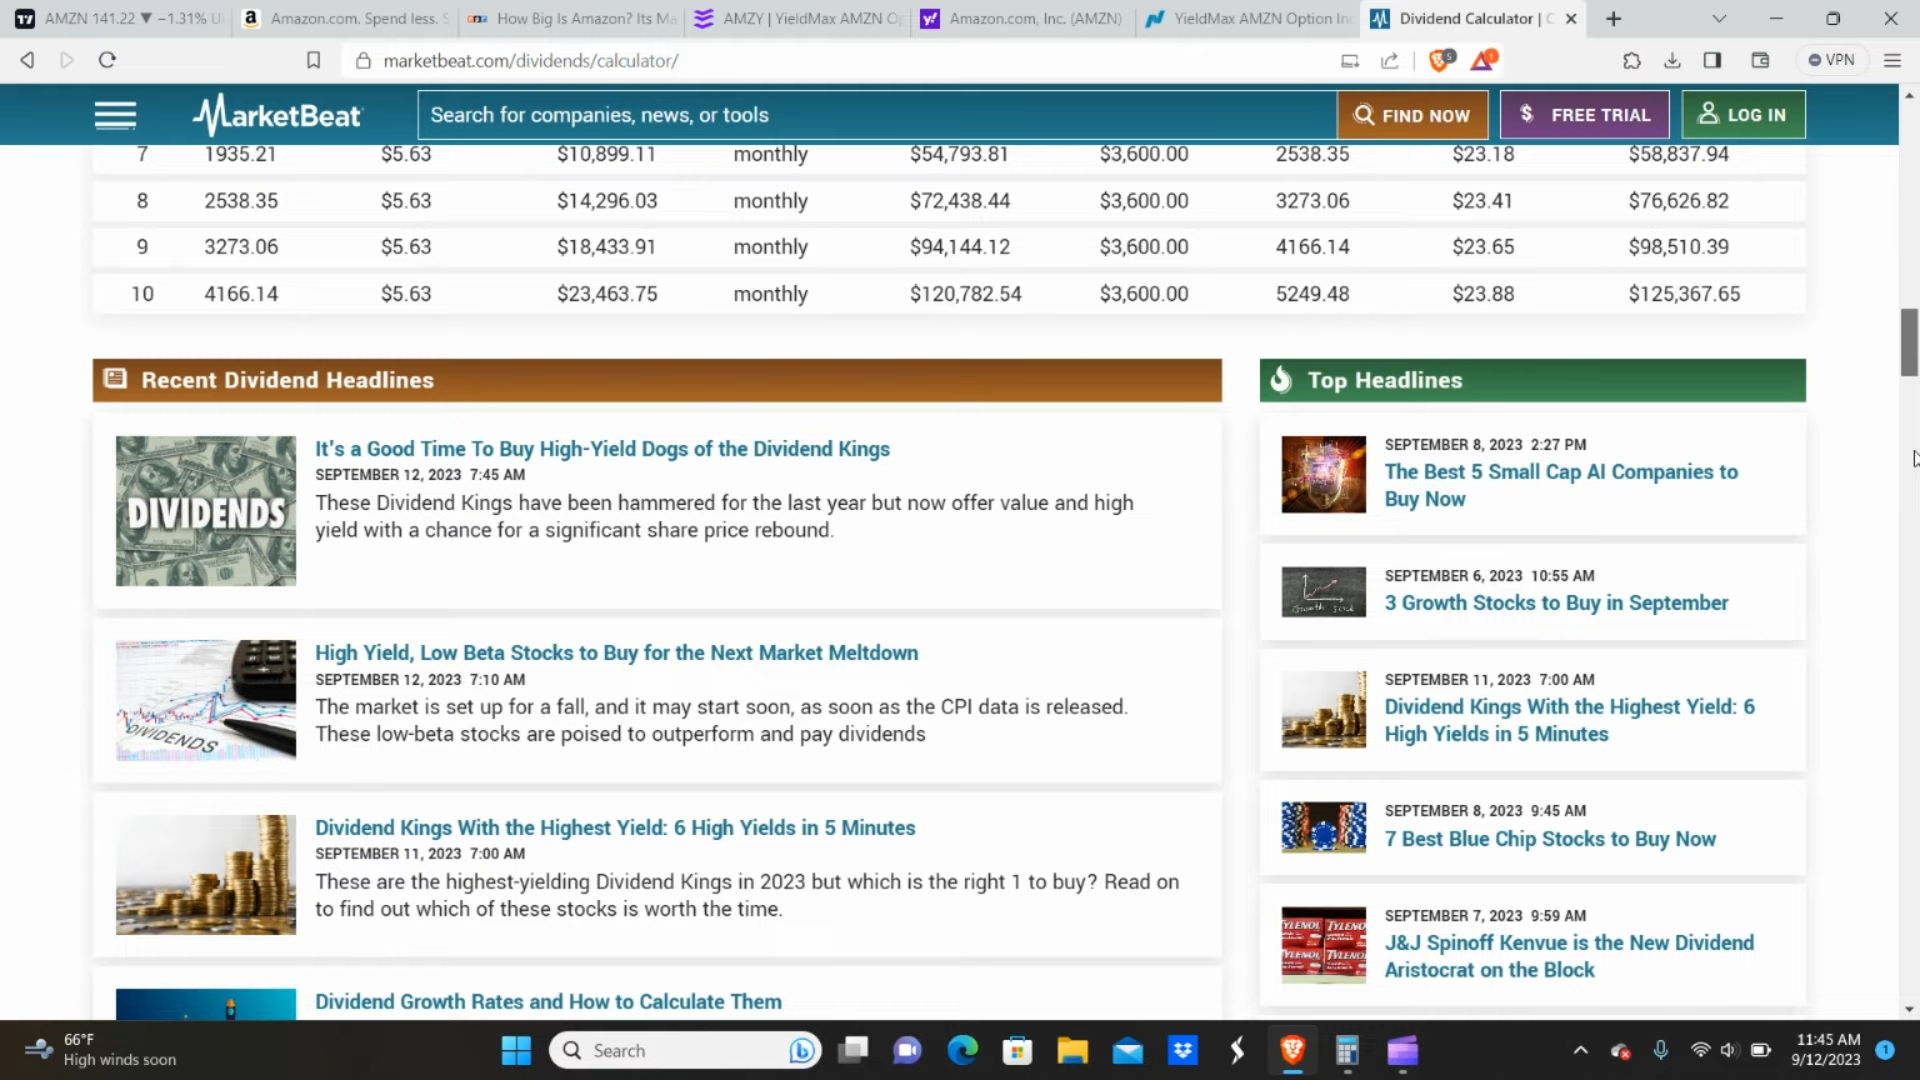 AMZN 141.22 ▼ −1.31% U
Amazon.com. Spend less. S
How Big Is Amazon? Its Ma
AMZY | YieldMax AMZN Op
Amazon.com, Inc. (AMZN)
YieldMax AMZN Option In
Dividend Calculator | C
marketbeat.com/dividends/calculator/
VPN
MarketBeat
Search for companies, news, or tools
FIND NOW
$ FREE TRIAL
LOG IN
7 1935.21 $5.63 $10,899.11 monthly $54,793.81 $3,600.00 2538.35 $23.18 $58,837.94
8 2538.35 $5.63 $14,296.03 monthly $72,438.44 $3,600.00 3273.06 $23.41 $76,626.82
9 3273.06 $5.63 $18,433.91 monthly $94,144.12 $3,600.00 4166.14 $23.65 $98,510.39
10 4166.14 $5.63 $23,463.75 monthly $120,782.54 $3,600.00 5249.48 $23.88 $125,367.65
Recent Dividend Headlines
DIVIDENDS
It's a Good Time To Buy High-Yield Dogs of the Dividend Kings
SEPTEMBER 12, 2023 7:45 AM
These Dividend Kings have been hammered for the last year but now offer value and high
yield with a chance for a significant share price rebound.
DIVIDENDS
High Yield, Low Beta Stocks to Buy for the Next Market Meltdown
SEPTEMBER 12, 2023 7:10 AM
The market is set up for a fall, and it may start soon, as soon as the CPI data is released.
These low-beta stocks are poised to outperform and pay dividends
Dividend Kings With the Highest Yield: 6 High Yields in 5 Minutes
SEPTEMBER 11, 2023 7:00 AM
These are the highest-yielding Dividend Kings in 2023 but which is the right 1 to buy? Read on
to find out which of these stocks is worth the time.
Dividend Growth Rates and How to Calculate Them
Top Headlines
SEPTEMBER 8, 2023 2:27 PM
The Best 5 Small Cap AI Companies to
Buy Now
SEPTEMBER 6, 2023 10:55 AM
3 Growth Stocks to Buy in September
SEPTEMBER 11, 2023 7:00 AM
Dividend Kings With the Highest Yield: 6
High Yields in 5 Minutes
SEPTEMBER 8, 2023 9:45 AM
7 Best Blue Chip Stocks to Buy Now
TYLENOL
SEPTEMBER 7, 2023 9:59 AM
J&J Spinoff Kenvue is the New Dividend
Aristocrat on the Block
66°F
High winds soon
Search
11:45 AM
9/12/2023
1